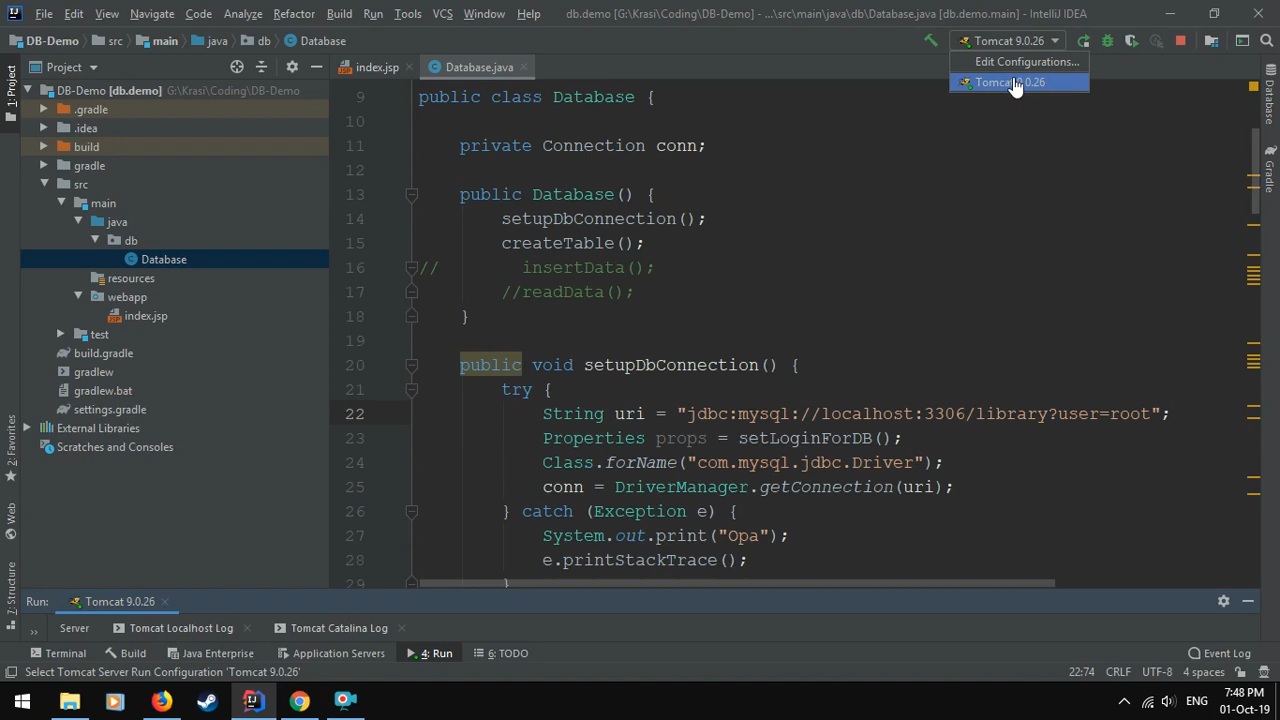 File Edit View Navigate Code Analyze Refactor Build Run Tools VCS Window Help db.demo [G:\Krasi\Coding\DB-Demo] - ...\src\main\java\db\Database.java [db.demo.main] - IntelliJ IDEA
DB-Demo src main java db Database Tomcat 9.0.26
Edit Configurations...
Project index.jsp Database.java
1: Project
DB-Demo [db.demo] G:\Krasi\Coding\DB-Demo
.gradle
.idea
build
gradle
src
main
java
db
Database
resources
webapp
index.jsp
test
build.gradle
gradlew
gradlew.bat
settings.gradle
External Libraries
Scratches and Consoles
2: Favorites
Web
7: Structure
9 public class Database {
10
11 private Connection conn;
12
13 public Database() {
14 setupDbConnection();
15 createTable();
16 // insertData();
17 //readData();
18 }
19
20 public void setupDbConnection() {
21 try {
22 String uri = "jdbc:mysql://localhost:3306/library?user=root";
23 Properties props = setLoginForDB();
24 Class.forName("com.mysql.jdbc.Driver");
25 conn = DriverManager.getConnection(uri);
26 } catch (Exception e) {
27 System.out.print("Opa");
28 e.printStackTrace();
29 }
Database
Gradle
Run: Tomcat 9.0.26
Server Tomcat Localhost Log Tomcat Catalina Log
Terminal Build Java Enterprise Application Servers 4: Run 6: TODO Event Log
Select Tomcat Server Run Configuration 'Tomcat 9.0.26' 22:74 CRLF UTF-8 4 spaces
ENG 7:48 PM
01-Oct-19